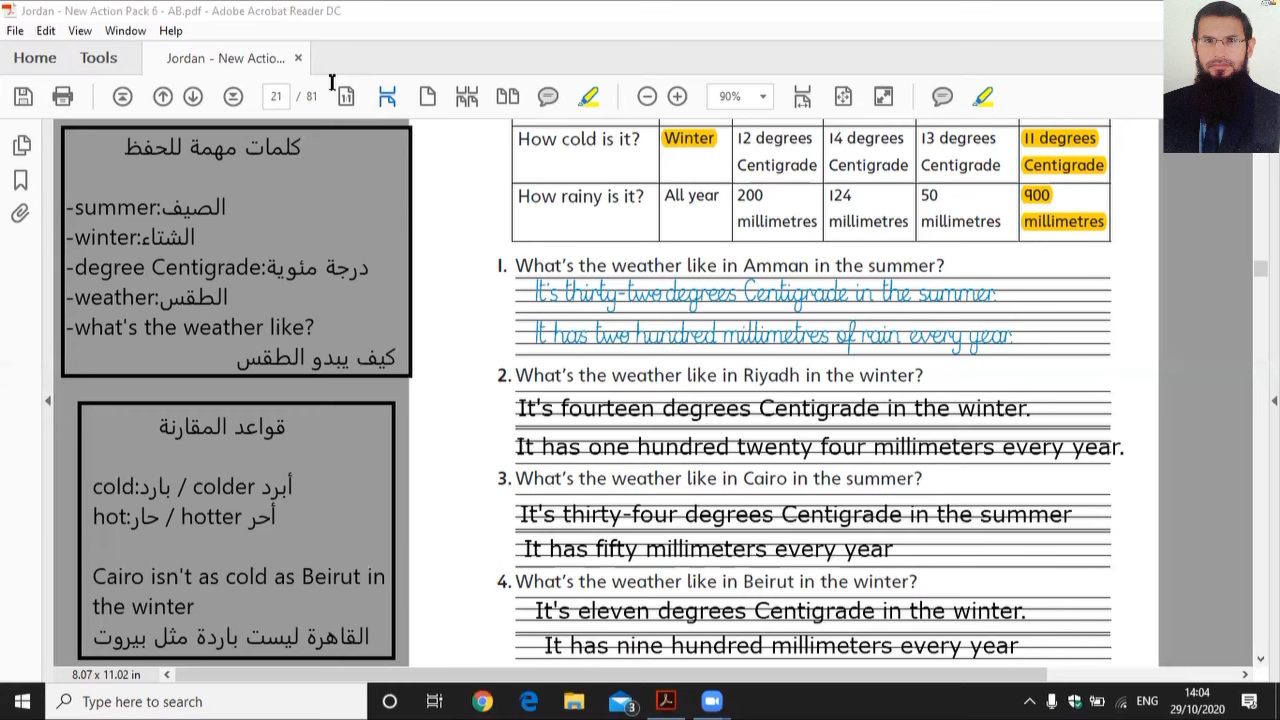 Jordan - New Action Pack 6 - AB.pdf - Adobe Acrobat Reader DC
File Edit View Window Help
Home Tools Jordan - New Actio... ×
21 / 81 90%
كلمات مهمة للحفظ
-summer:الصيف
-winter:الشتاء
-degree Centigrade:درجة مئوية
-weather:الطقس
-what's the weather like?
كيف يبدو الطقس
قواعد المقارنة
cold:بارد / colder أبرد
hot:حار / hotter أحر
Cairo isn't as cold as Beirut in
the winter
القاهرة ليست باردة مثل بيروت
How cold is it? Winter 12 degrees Centigrade 14 degrees Centigrade 13 degrees Centigrade 11 degrees Centigrade
How rainy is it? All year 200 millimetres 124 millimetres 50 millimetres 900 millimetres
1. What's the weather like in Amman in the summer?
It's thirty-two degrees Centigrade in the summer.
It has two hundred millimetres of rain every year.
2. What's the weather like in Riyadh in the winter?
It's fourteen degrees Centigrade in the winter.
It has one hundred twenty four millimeters every year.
3. What's the weather like in Cairo in the summer?
It's thirty-four degrees Centigrade in the summer
It has fifty millimeters every year
4. What's the weather like in Beirut in the winter?
It's eleven degrees Centigrade in the winter.
It has nine hundred millimeters every year
8.07 x 11.02 in
Type here to search
3
ENG
14:04
29/10/2020